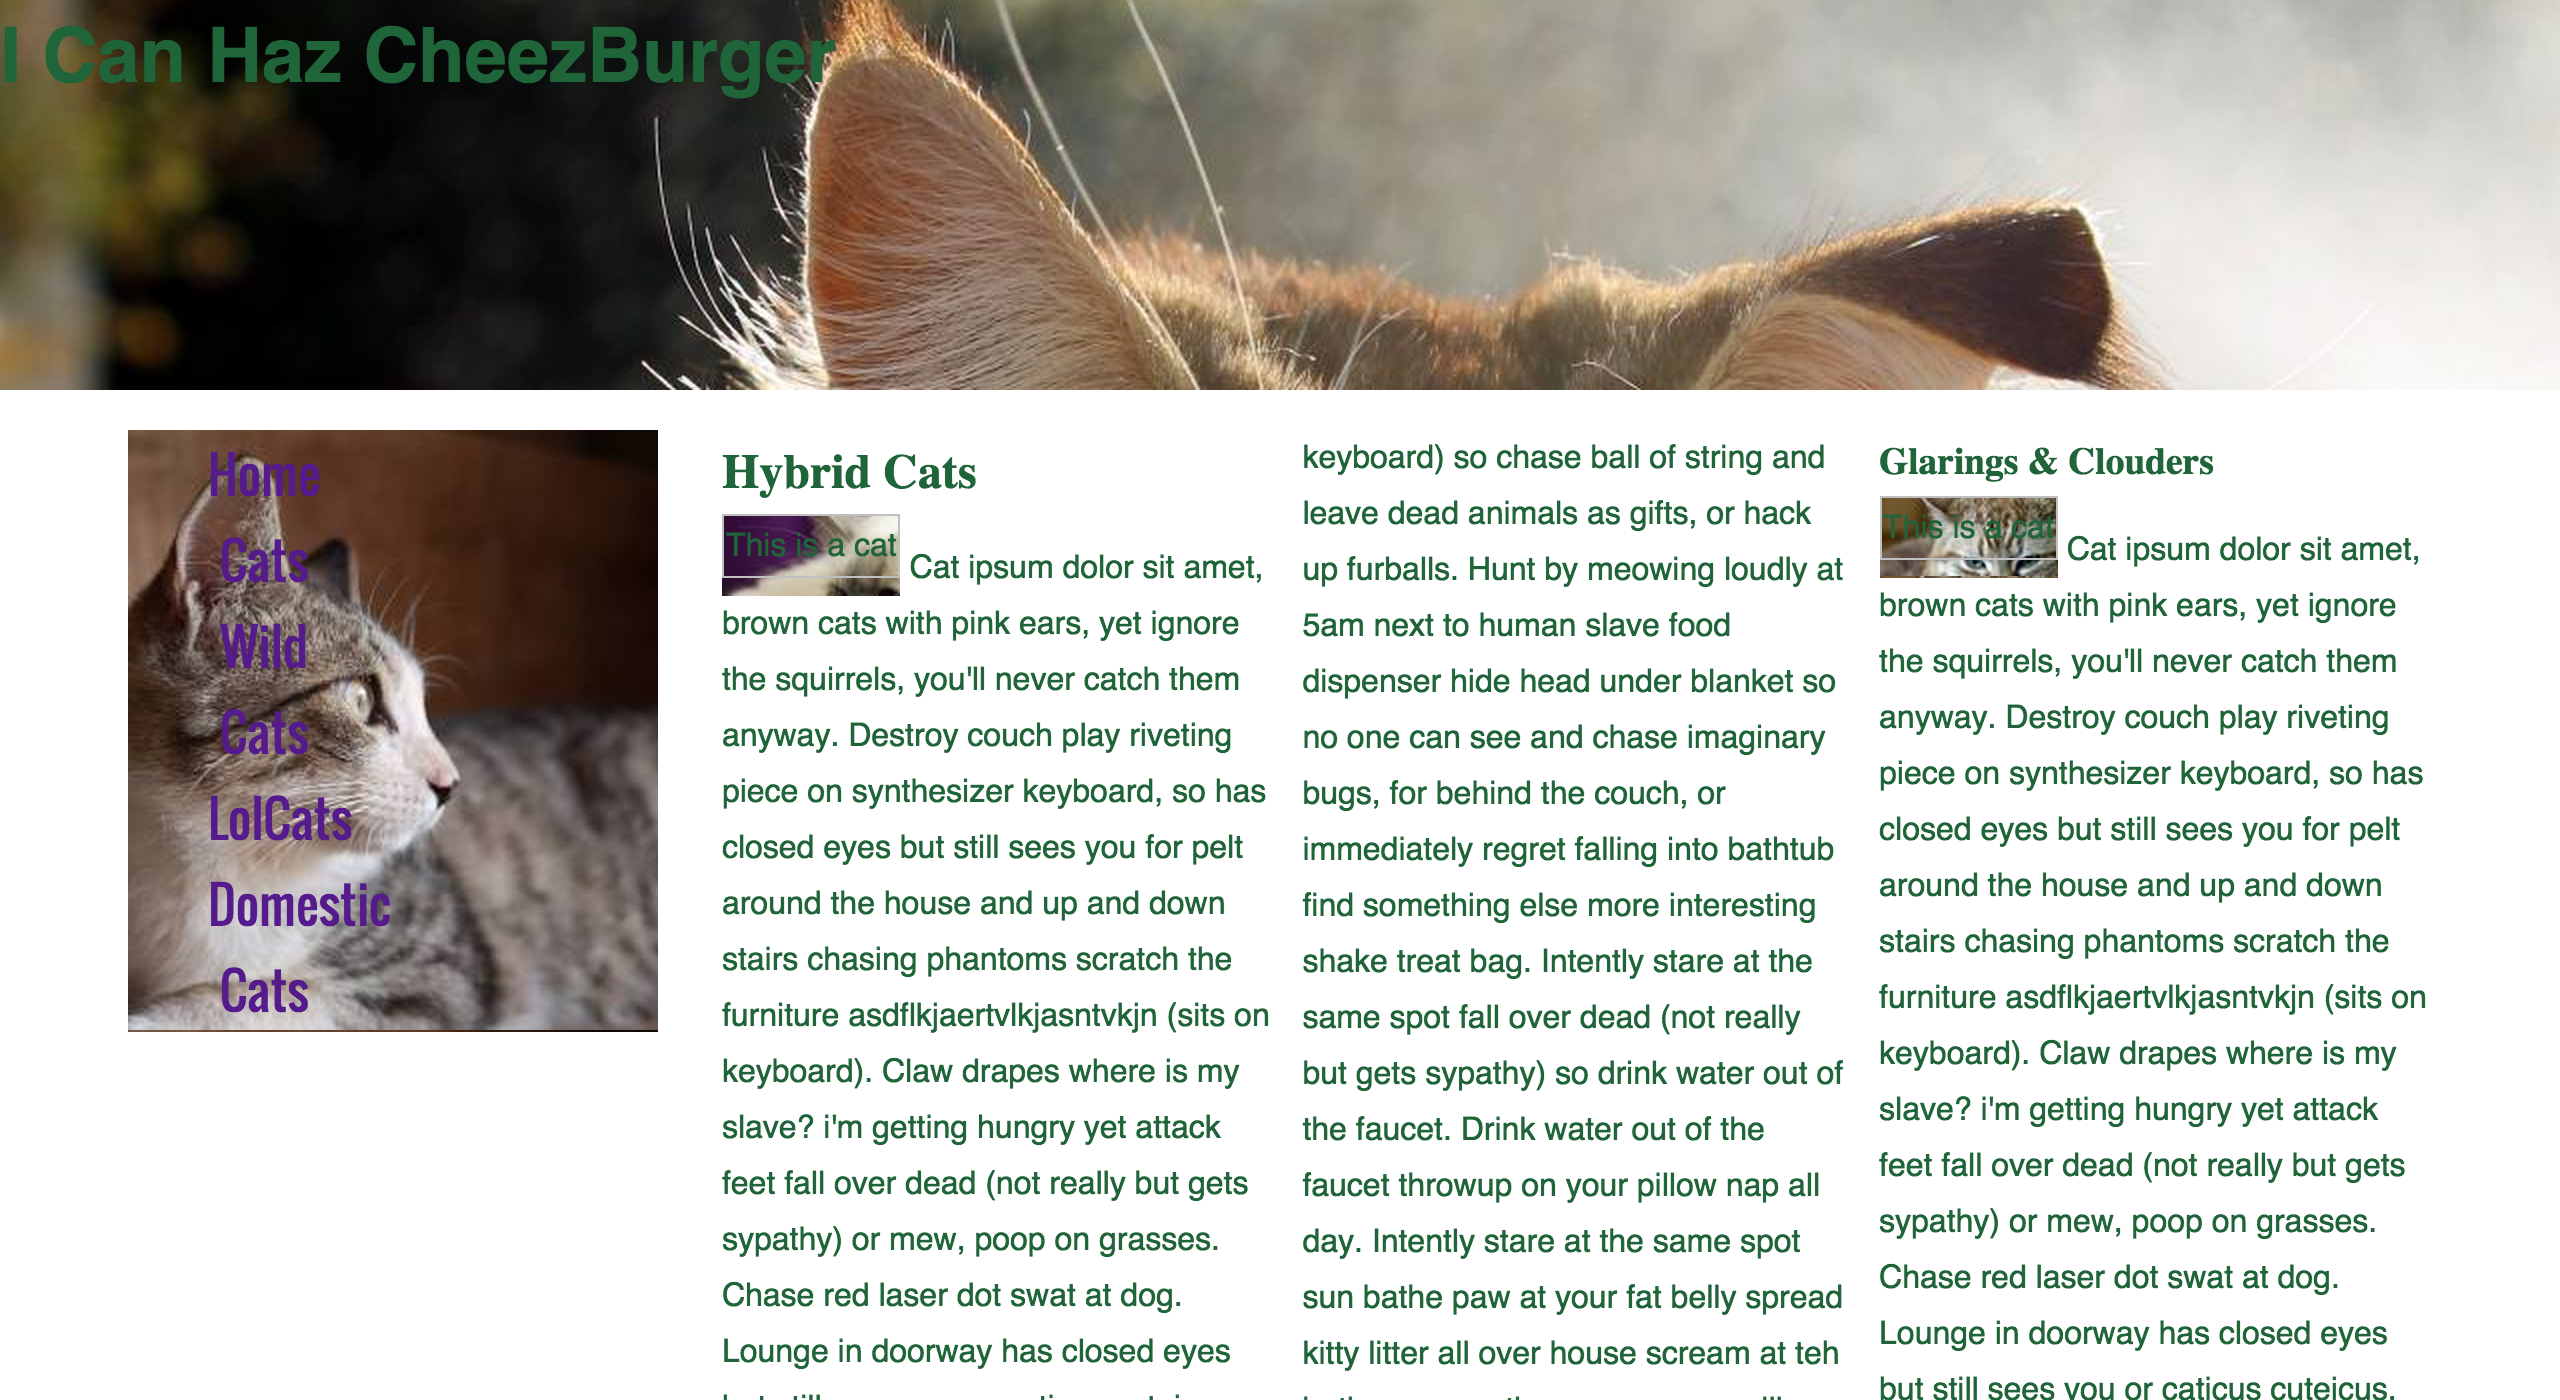 I Can Haz CheezBurger
Home
Cats
Wild
Cats
LolCats
Domestic
Cats
Hybrid Cats
This is a cat Cat ipsum dolor sit amet,
brown cats with pink ears, yet ignore
the squirrels, you'll never catch them
anyway. Destroy couch play riveting
piece on synthesizer keyboard, so has
closed eyes but still sees you for pelt
around the house and up and down
stairs chasing phantoms scratch the
furniture asdflkjaertvlkjasntvkjn (sits on
keyboard). Claw drapes where is my
slave? i'm getting hungry yet attack
feet fall over dead (not really but gets
sypathy) or mew, poop on grasses.
Chase red laser dot swat at dog.
Lounge in doorway has closed eyes
keyboard) so chase ball of string and
leave dead animals as gifts, or hack
up furballs. Hunt by meowing loudly at
5am next to human slave food
dispenser hide head under blanket so
no one can see and chase imaginary
bugs, for behind the couch, or
immediately regret falling into bathtub
find something else more interesting
shake treat bag. Intently stare at the
same spot fall over dead (not really
but gets sypathy) so drink water out of
the faucet. Drink water out of the
faucet throwup on your pillow nap all
day. Intently stare at the same spot
sun bathe paw at your fat belly spread
kitty litter all over house scream at teh
Glarings & Clouders
This is a cat Cat ipsum dolor sit amet,
brown cats with pink ears, yet ignore
the squirrels, you'll never catch them
anyway. Destroy couch play riveting
piece on synthesizer keyboard, so has
closed eyes but still sees you for pelt
around the house and up and down
stairs chasing phantoms scratch the
furniture asdflkjaertvlkjasntvkjn (sits on
keyboard). Claw drapes where is my
slave? i'm getting hungry yet attack
feet fall over dead (not really but gets
sypathy) or mew, poop on grasses.
Chase red laser dot swat at dog.
Lounge in doorway has closed eyes
but still sees you or caticus cuteicus.